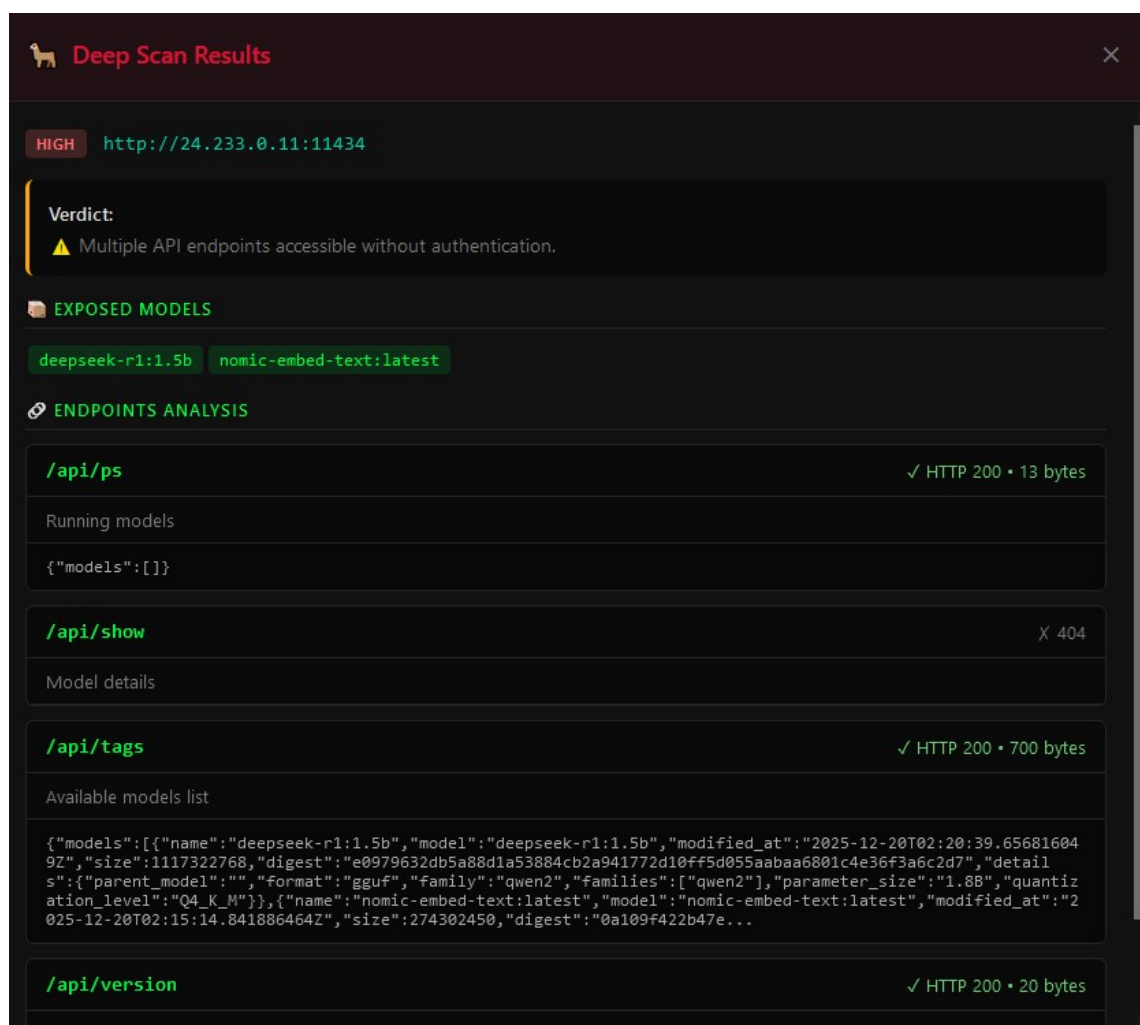 Deep Scan Results
HIGH http://24.233.0.11:11434
Verdict:
Multiple API endpoints accessible without authentication.
EXPOSED MODELS
deepseek-r1:1.5b nomic-embed-text:latest
ENDPOINTS ANALYSIS
/api/ps ✓ HTTP 200 • 13 bytes
Running models
{"models":[]}
/api/show ✗ 404
Model details
/api/tags ✓ HTTP 200 • 700 bytes
Available models list
{"models":[{"name":"deepseek-r1:1.5b","model":"deepseek-r1:1.5b","modified_at":"2025-12-20T02:20:39.65681604
9Z","size":1117322768,"digest":"e0979632db5a88d1a53884cb2a941772d10ff5d055aabaa6801c4e36f3a6c2d7","detail
s":{"parent_model":"","format":"gguf","family":"qwen2","families":["qwen2"],"parameter_size":"1.8B","quantiz
ation_level":"Q4_K_M"}},{"name":"nomic-embed-text:latest","model":"nomic-embed-text:latest","modified_at":"2
025-12-20T02:15:14.841886464Z","size":274302450,"digest":"0a109f422b47e...
/api/version ✓ HTTP 200 • 20 bytes